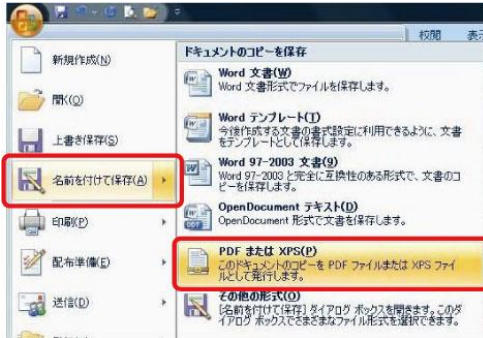 校閲
新規作成(N)
開く(O)
上書き保存(S)
名前を付けて保存(A)
印刷(P)
配布準備(E)
送信(D)
ドキュメントのコピーを保存
Word 文書(W)
Word 文書形式でファイルを保存します。
Word テンプレート(T)
今後作成する文書の書式設定に利用できるように、文書
をテンプレートとして保存します。
Word 97-2003 文書(9)
Word 97-2003 と完全に互換性のある形式で、文書のコ
ピーを保存します。
OpenDocument テキスト(D)
OpenDocument 形式で文書を保存します。
PDF または XPS(P)
このドキュメントのコピーを PDF ファイルまたは XPS ファイ
ルとして発行します。
その他の形式(O)
[名前を付けて保存] ダイアログ ボックスを開きます。このダ
イアログ ボックスでさまざまなファイル形式を選択できます。